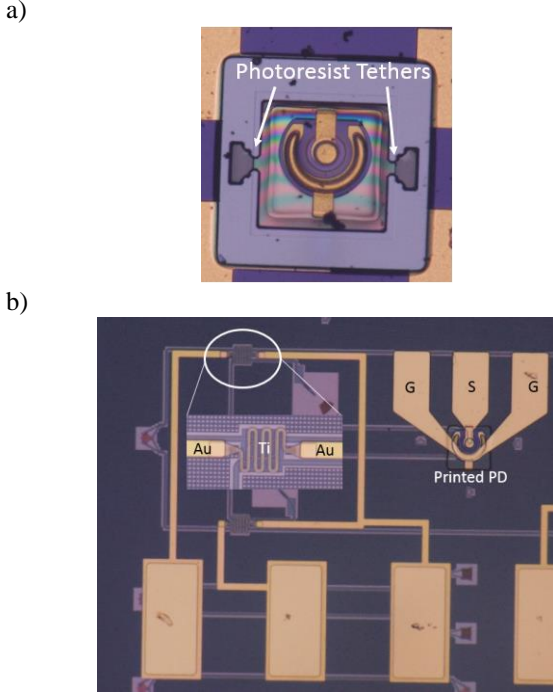 a)
Photoresist Tethers
b)
G
S
G
Au
Ti
Au
Printed PD